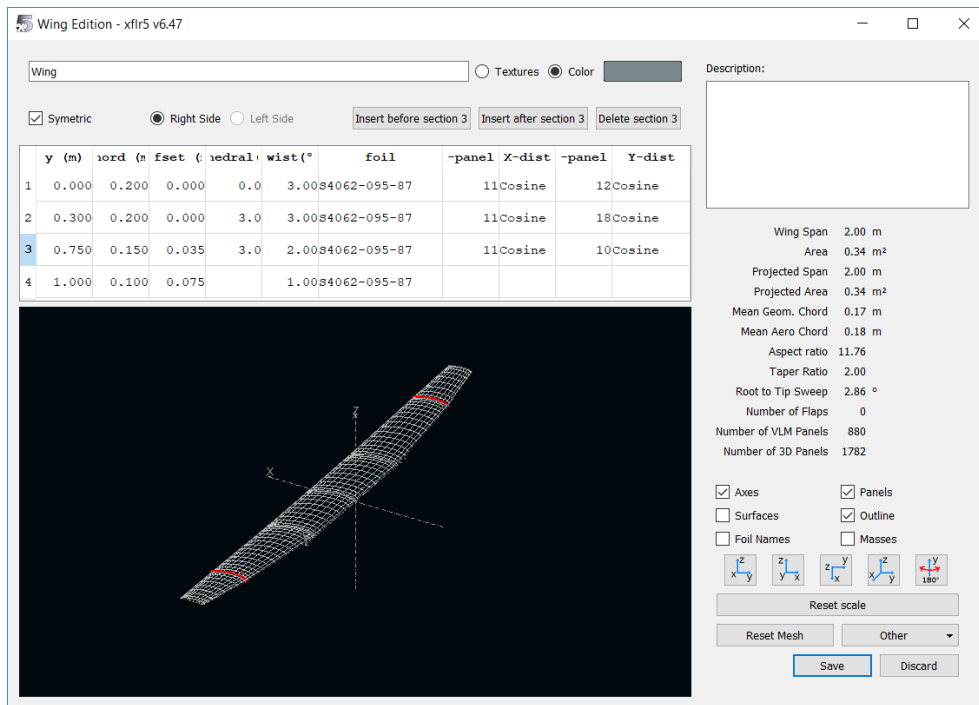 Wing Edition - xflr5 v6.47
Wing
Textures
Color
Description:
Symetric
Right Side
Left Side
Insert before section 3
Insert after section 3
Delete section 3
y (m) hord (m fset (m hedral( wist(° foil -panel X-dist -panel Y-dist
1 0.000 0.200 0.000 0.0 3.00 S4062-095-87 11 Cosine 12 Cosine
2 0.300 0.200 0.000 3.0 3.00 S4062-095-87 11 Cosine 18 Cosine
3 0.750 0.150 0.035 3.0 2.00 S4062-095-87 11 Cosine 10 Cosine
4 1.000 0.100 0.075 1.00 S4062-095-87
Z
X
Wing Span 2.00 m
Area 0.34 m²
Projected Span 2.00 m
Projected Area 0.34 m²
Mean Geom. Chord 0.17 m
Mean Aero Chord 0.18 m
Aspect ratio 11.76
Taper Ratio 2.00
Root to Tip Sweep 2.86 °
Number of Flaps 0
Number of VLM Panels 880
Number of 3D Panels 1782
Axes
Panels
Surfaces
Outline
Foil Names
Masses
z x y
z y x
z y x
z x y
y 180°
Reset scale
Reset Mesh
Other
Save
Discard